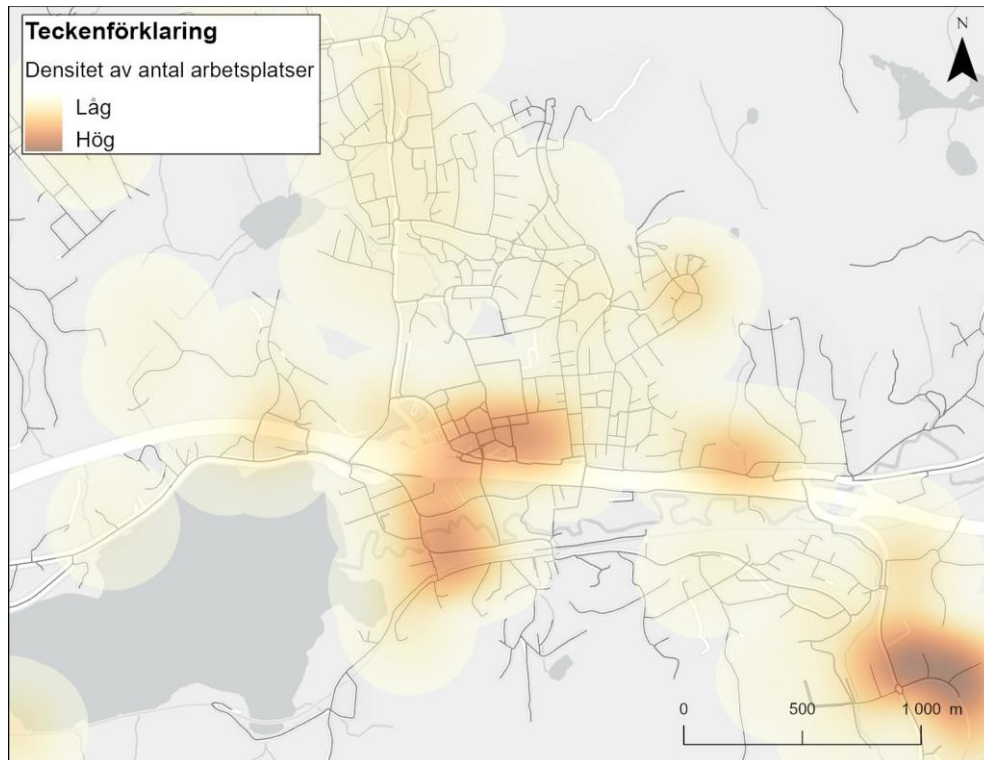 Teckenförklaring
Densitet av antal arbetsplatser
Låg
Hög
N
0 500 1 000 m